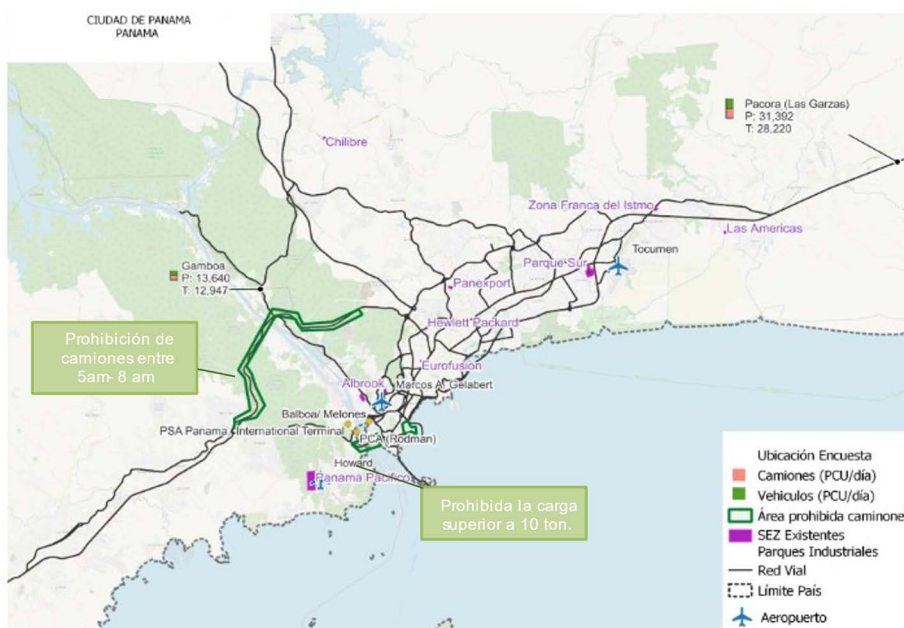 CIUDAD DE PANAMA
PANAMA
Pacora (Las Garzas)
P: 31,392
T: 28,220
Chilibre
Zona Franca del Istmo
Las Americas
Tocumen
Parque Sur
Gamboa
P: 13,640
T: 12,947
Panexport
Hewlett Packard
Prohibición de
camiones entre
5am- 8 am
Eurofusion
Albrook
Marcos A. Gelabert
Balboa/ Melones
PSA Panama International Terminal
PCA (Rodman)
Howard
Panama Pacifico
Prohibida la carga
superior a 10 ton.
Ubicación Encuesta
Camiones (PCU/día)
Vehiculos (PCU/día)
Área prohibida caminone
SEZ Existentes
Parques Industriales
Red Vial
Límite País
Aeropuerto